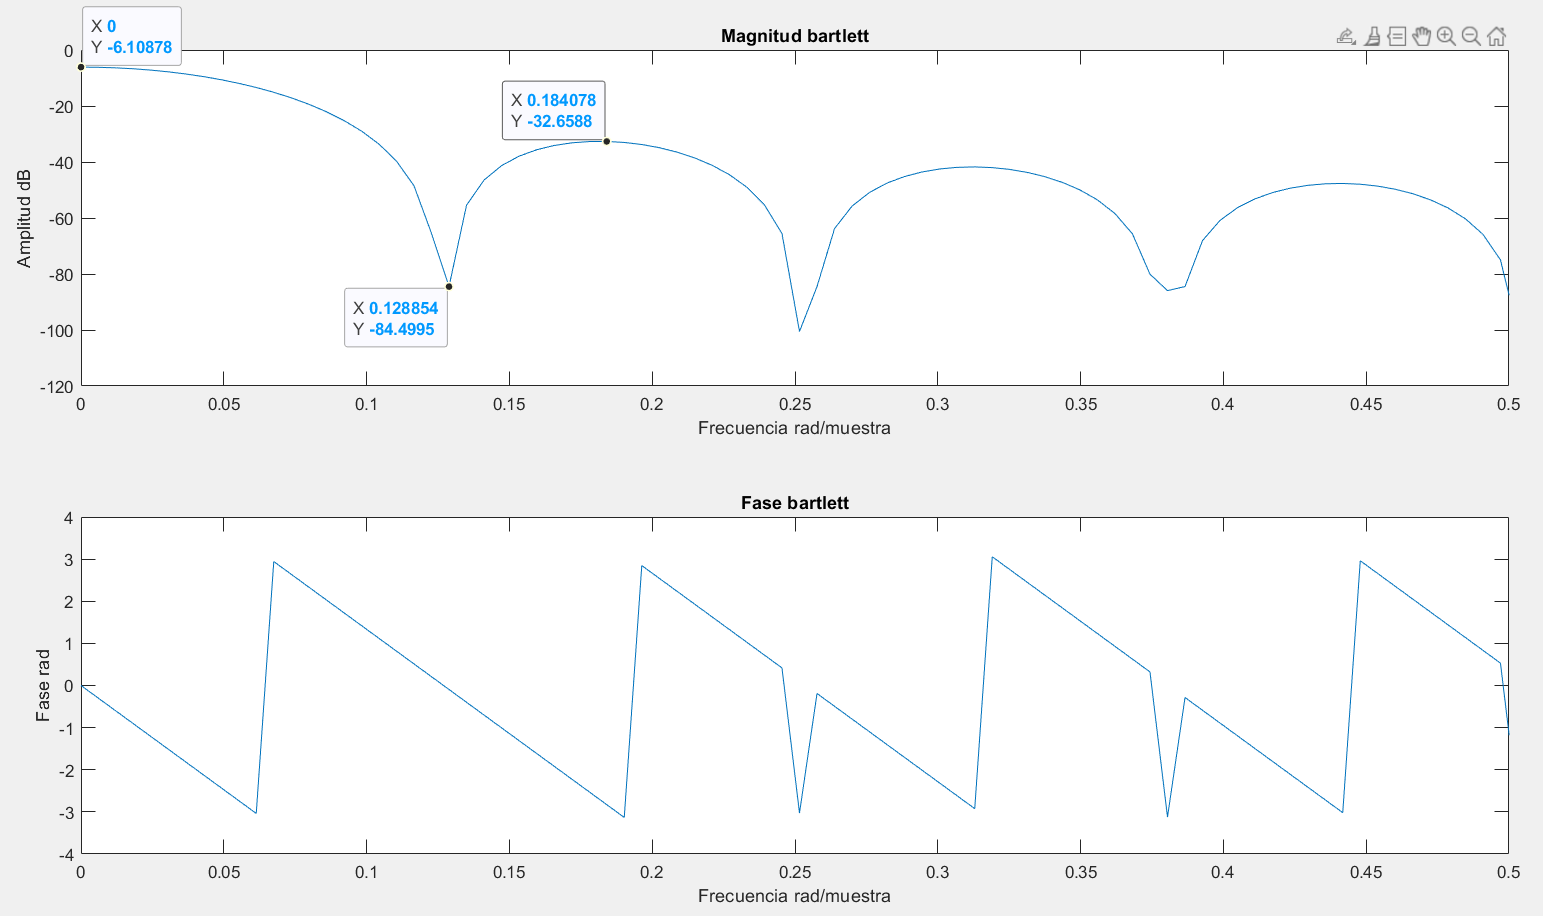 X 0
Y -6.10878
Magnitud bartlett
X 0.184078
Y -32.6588
X 0.128854
Y -84.4995
Amplitud dB
0
-20
-40
-60
-80
-100
-120
0 0.05 0.1 0.15 0.2 0.25 0.3 0.35 0.4 0.45 0.5
Frecuencia rad/muestra
Fase bartlett
Fase rad
4
3
2
1
0
-1
-2
-3
-4
0 0.05 0.1 0.15 0.2 0.25 0.3 0.35 0.4 0.45 0.5
Frecuencia rad/muestra